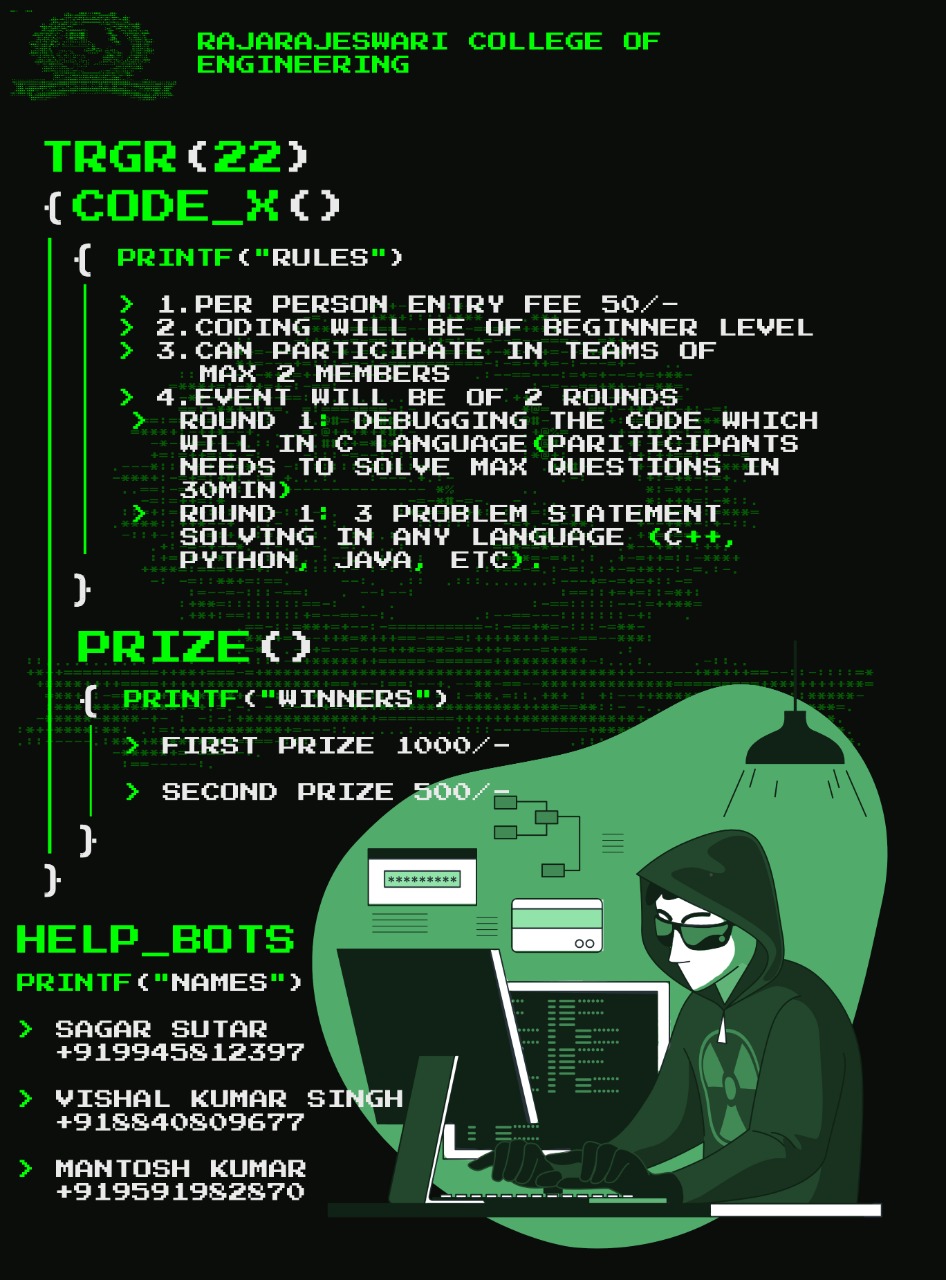 RAJARAJESWARI COLLEGE OF
ENGINEERING
TRGR(22)
{CODE_X()
{ PRINTF("RULES")
> 1.PER PERSON ENTRY FEE 50/-
> 2.CODING WILL BE OF BEGINNER LEVEL
> 3.CAN PARTICIPATE IN TEAMS OF
MAX 2 MEMBERS
> 4.EVENT WILL BE OF 2 ROUNDS
> ROUND 1: DEBUGGING THE CODE WHICH
WILL IN C LANGUAGE(PARITICIPANTS
NEEDS TO SOLVE MAX QUESTIONS IN
30MIN)
> ROUND 1: 3 PROBLEM STATEMENT
SOLVING IN ANY LANGUAGE (C++,
PYTHON, JAVA, ETC).
}
PRIZE()
{ PRINTF("WINNERS")
> FIRST PRIZE 1000/-
> SECOND PRIZE 500/-
}
}
*********
HELP_BOTS
PRINTF("NAMES")
> SAGAR SUTAR
+919945812397
> VISHAL KUMAR SINGH
+918840809677
> MANTOSH KUMAR
+919591982870